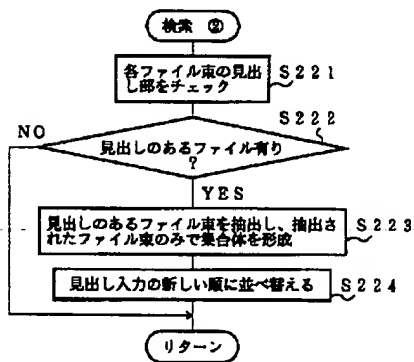 検索 ②
各ファイル束の見出
し部をチェック
S221
S222
見出しのあるファイル有り
?
NO
YES
見出しのあるファイル束を抽出し、抽出さ
れたファイル束のみで集合体を形成
S223
見出し入力の新しい順に並べ替える
S224
リターン